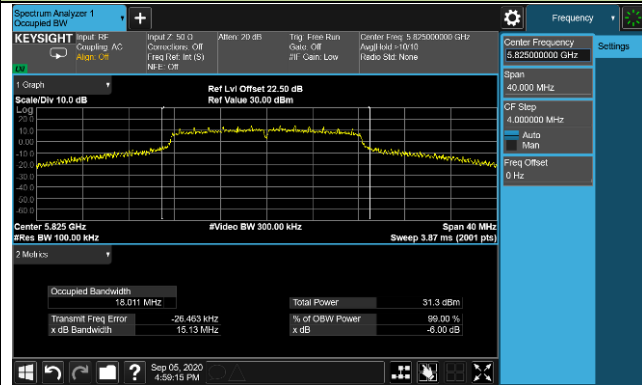 Spectrum Analyzer 1
Occupied BW
+
Frequency
KEYSIGHT
Input: RF
Coupling: AC
Align: Off
Input Z: 50 Ω
Corrections: Off
Freq Ref: Int (S)
NFE: Off
Atten: 20 dB
Trig: Free Run
Gate: Off
#IF Gain: Low
Center Freq: 5.825000000 GHz
Avg|Hold >10/10
Radio Std: None
Center Frequency
5.825000000 GHz
Settings
Span
40.000 MHz
CF Step
4.000000 MHz
Auto
Man
Freq Offset
0 Hz
1 Graph
Ref Lvl Offset 22.50 dB
Scale/Div 10.0 dB
Ref Value 30.00 dBm
Log
20.0
10.0
0.00
-10.0
-20.0
-30.0
-40.0
-50.0
-60.0
Center 5.825 GHz
#Video BW 300.00 kHz
Span 40 MHz
#Res BW 100.00 kHz
Sweep 3.87 ms (2001 pts)
2 Metrics
Occupied Bandwidth
18.011 MHz
Total Power
31.3 dBm
Transmit Freq Error
-26.463 kHz
% of OBW Power
99.00 %
x dB Bandwidth
15.13 MHz
x dB
-6.00 dB
?
Sep 05, 2020
4:59:15 PM